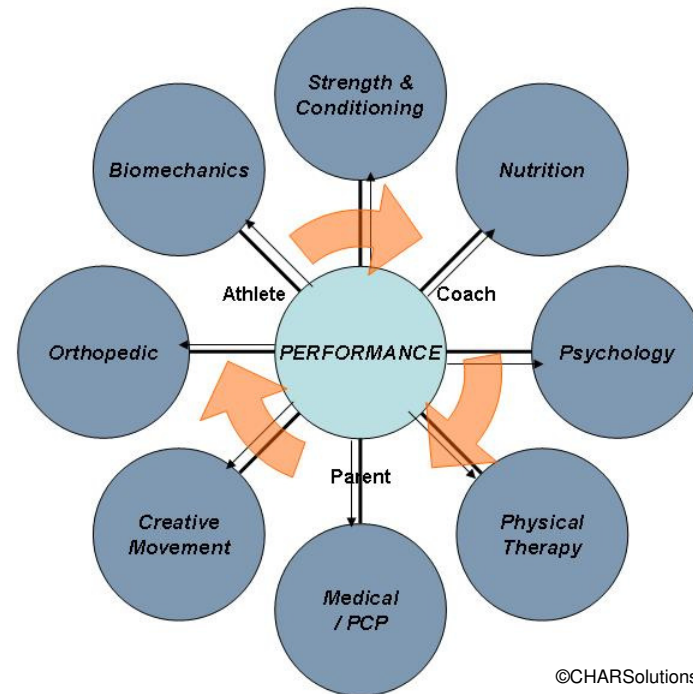 Strength &
Conditioning
Biomechanics
Nutrition
Athlete
Coach
Orthopedic
PERFORMANCE
Psychology
Parent
Creative
Movement
Physical
Therapy
Medical
/ PCP
©CHARSolutions